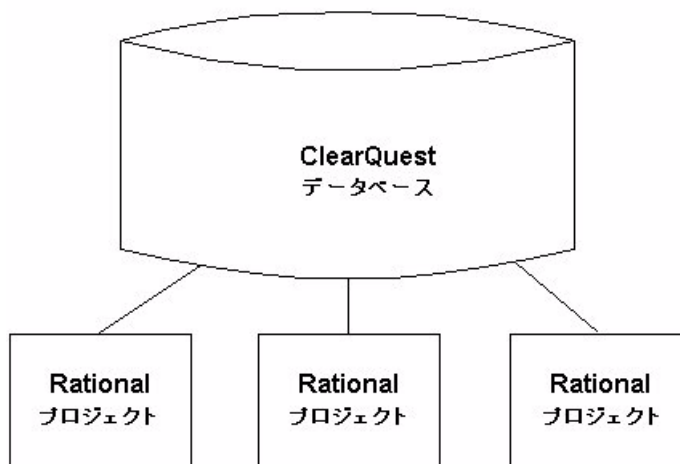 ClearQuest
データベース
Rational
プロジェクト
Rational
プロジェクト
Rational
プロジェクト